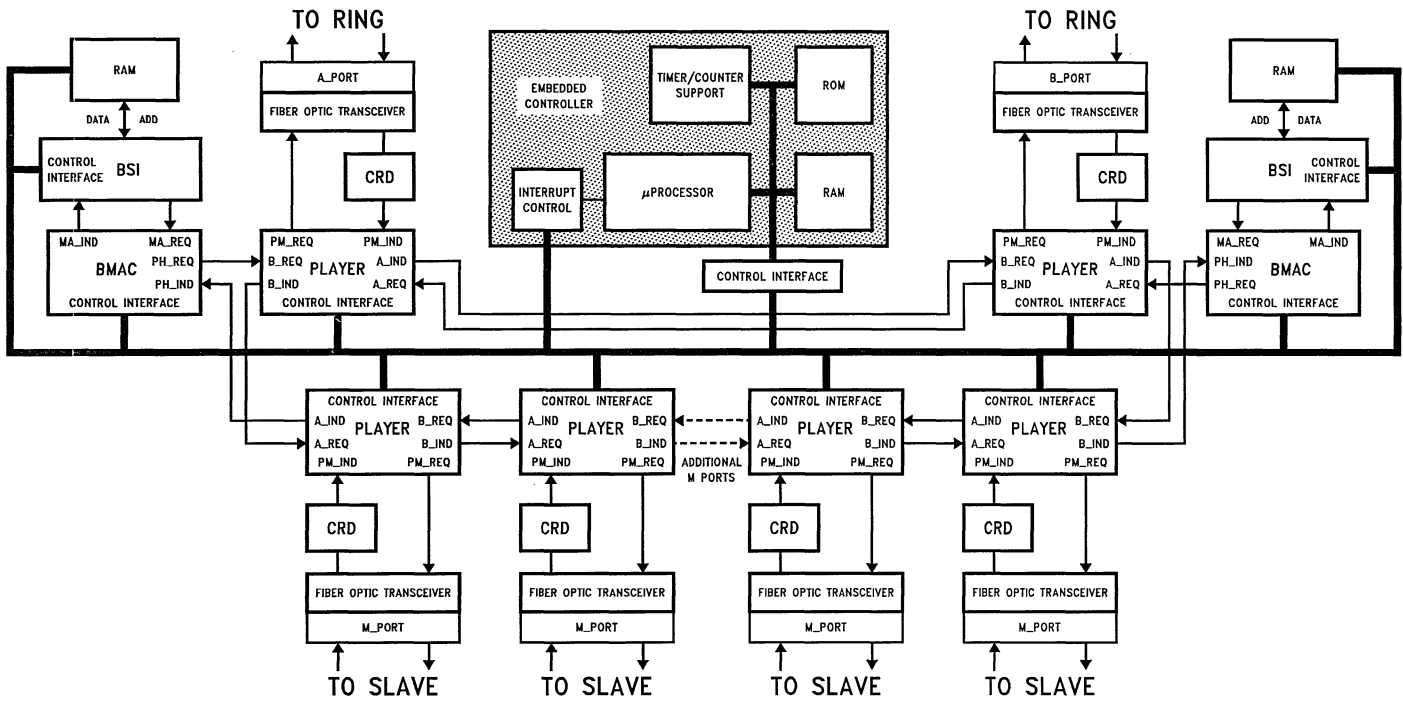 TO RING
TO RING
RAM
A_PORT
FIBER OPTIC TRANSCEIVER
EMBEDDED
CONTROLLER
TIMER/COUNTER
SUPPORT
ROM
B_PORT
FIBER OPTIC TRANSCEIVER
RAM
DATA
ADD
ADD
DATA
CONTROL
INTERFACE
BSI
CRD
INTERRUPT
CONTROL
μPROCESSOR
RAM
CRD
BSI
CONTROL
INTERFACE
MA_IND
MA_REQ
PH_REQ
BMAC
PH_IND
CONTROL INTERFACE
PM_REQ
PM_IND
B_REQ
PLAYER
A_IND
B_IND
A_REQ
CONTROL INTERFACE
CONTROL INTERFACE
PM_REQ
PM_IND
B_REQ
PLAYER
A_IND
B_IND
A_REQ
CONTROL INTERFACE
MA_REQ
MA_IND
PH_IND
BMAC
PH_REQ
CONTROL INTERFACE
CONTROL INTERFACE
A_IND
PLAYER
B_REQ
A_REQ
B_IND
PM_IND
PM_REQ
CONTROL INTERFACE
A_IND
PLAYER
B_REQ
A_REQ
B_IND
PM_IND
PM_REQ
ADDITIONAL
M PORTS
CONTROL INTERFACE
A_IND
PLAYER
B_REQ
A_REQ
B_IND
PM_IND
PM_REQ
CONTROL INTERFACE
A_IND
PLAYER
B_REQ
A_REQ
B_IND
PM_IND
PM_REQ
CRD
CRD
CRD
CRD
FIBER OPTIC TRANSCEIVER
FIBER OPTIC TRANSCEIVER
FIBER OPTIC TRANSCEIVER
FIBER OPTIC TRANSCEIVER
M_PORT
M_PORT
M_PORT
M_PORT
TO SLAVE
TO SLAVE
TO SLAVE
TO SLAVE